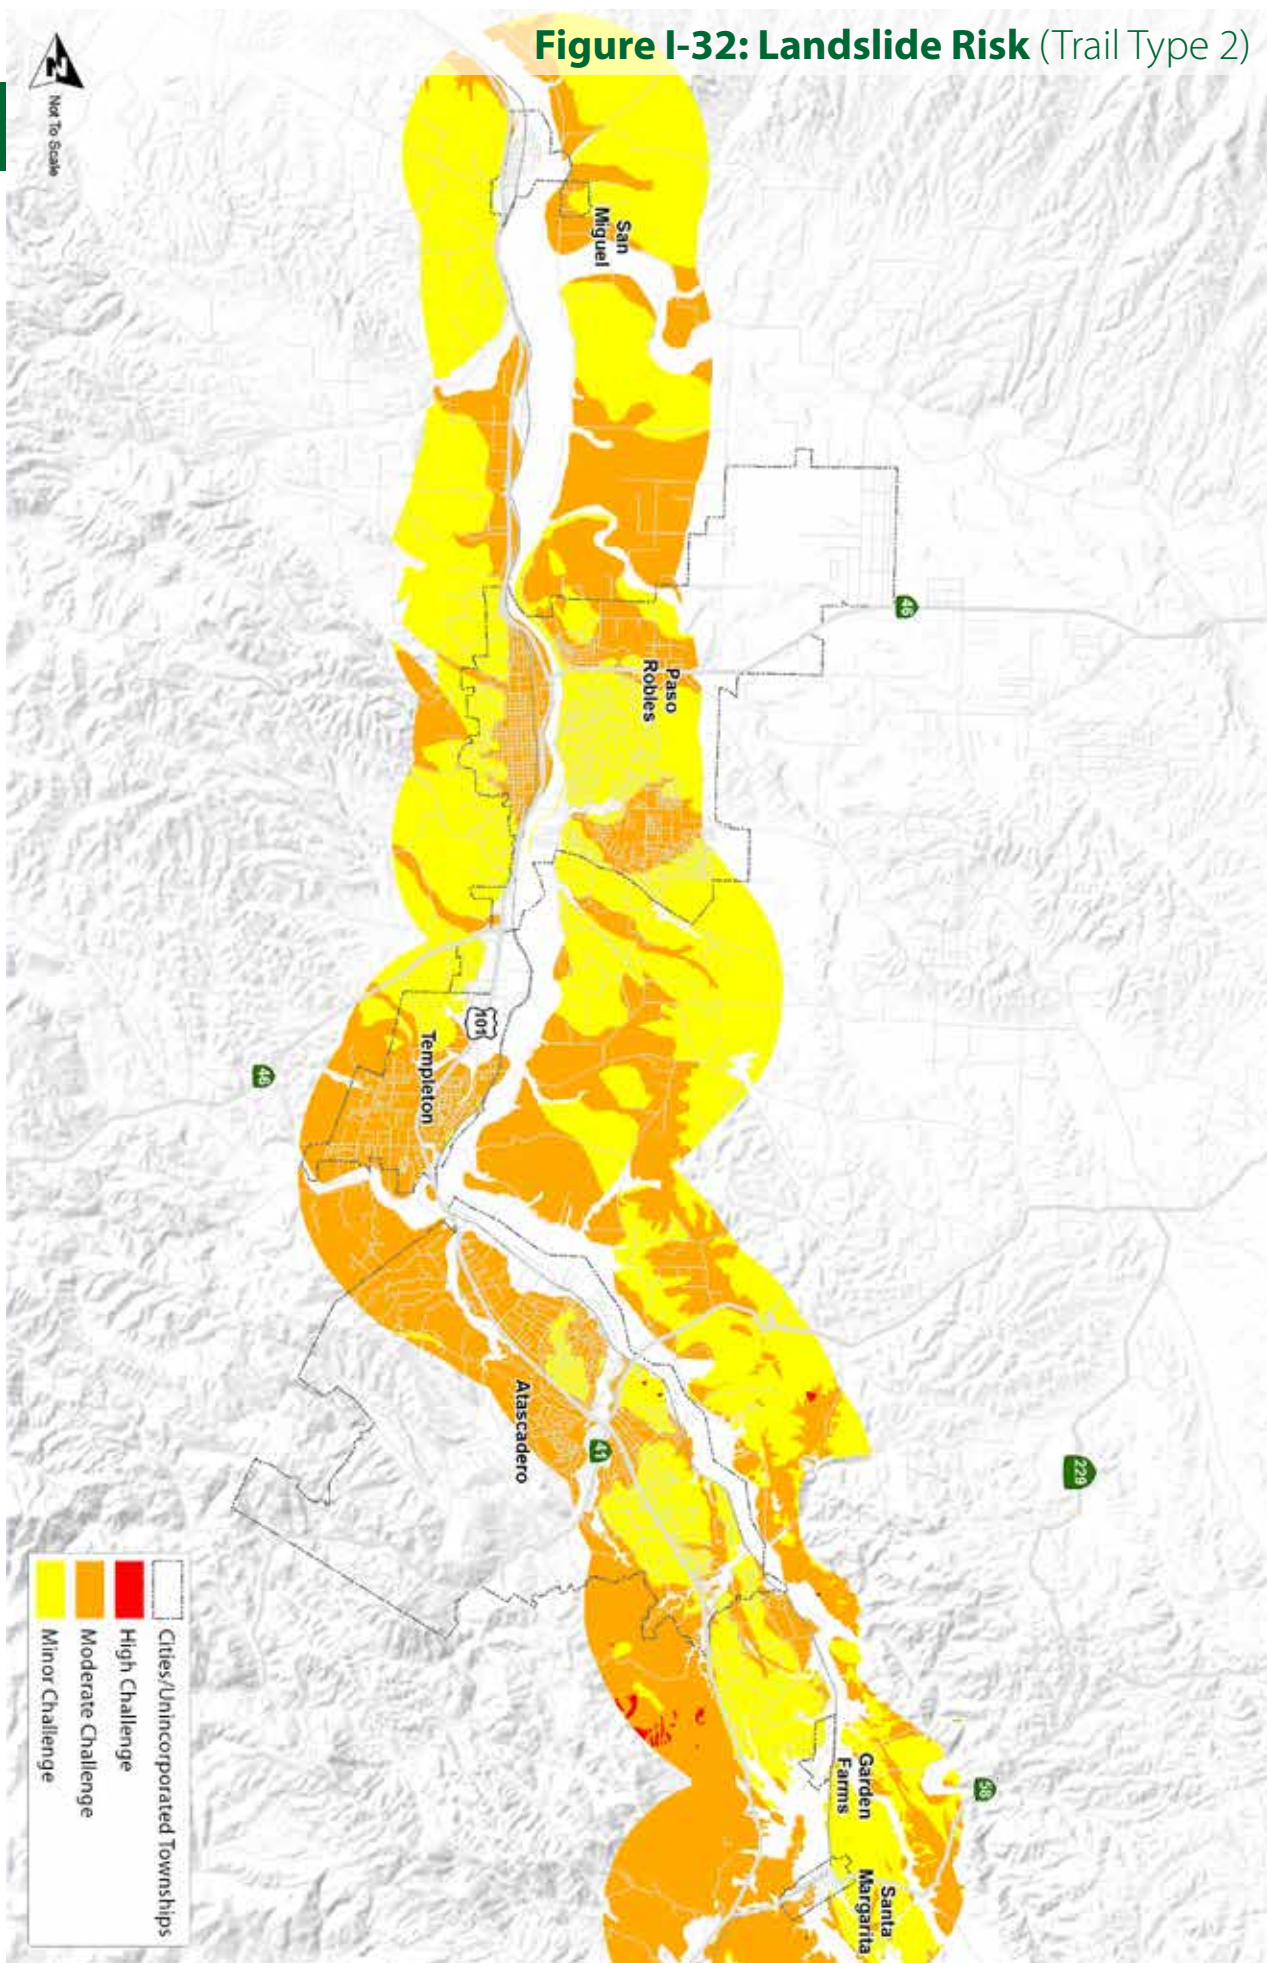 Figure I-32: Landslide Risk (Trail Type 2)
N
Not To Scale
San
Miguel
46
Paso
Robles
101
Templeton
46
Atascadero
41
229
Garden
Farms
58
Santa
Margarita
Cities/Unincorporated Townships
High Challenge
Moderate Challenge
Minor Challenge